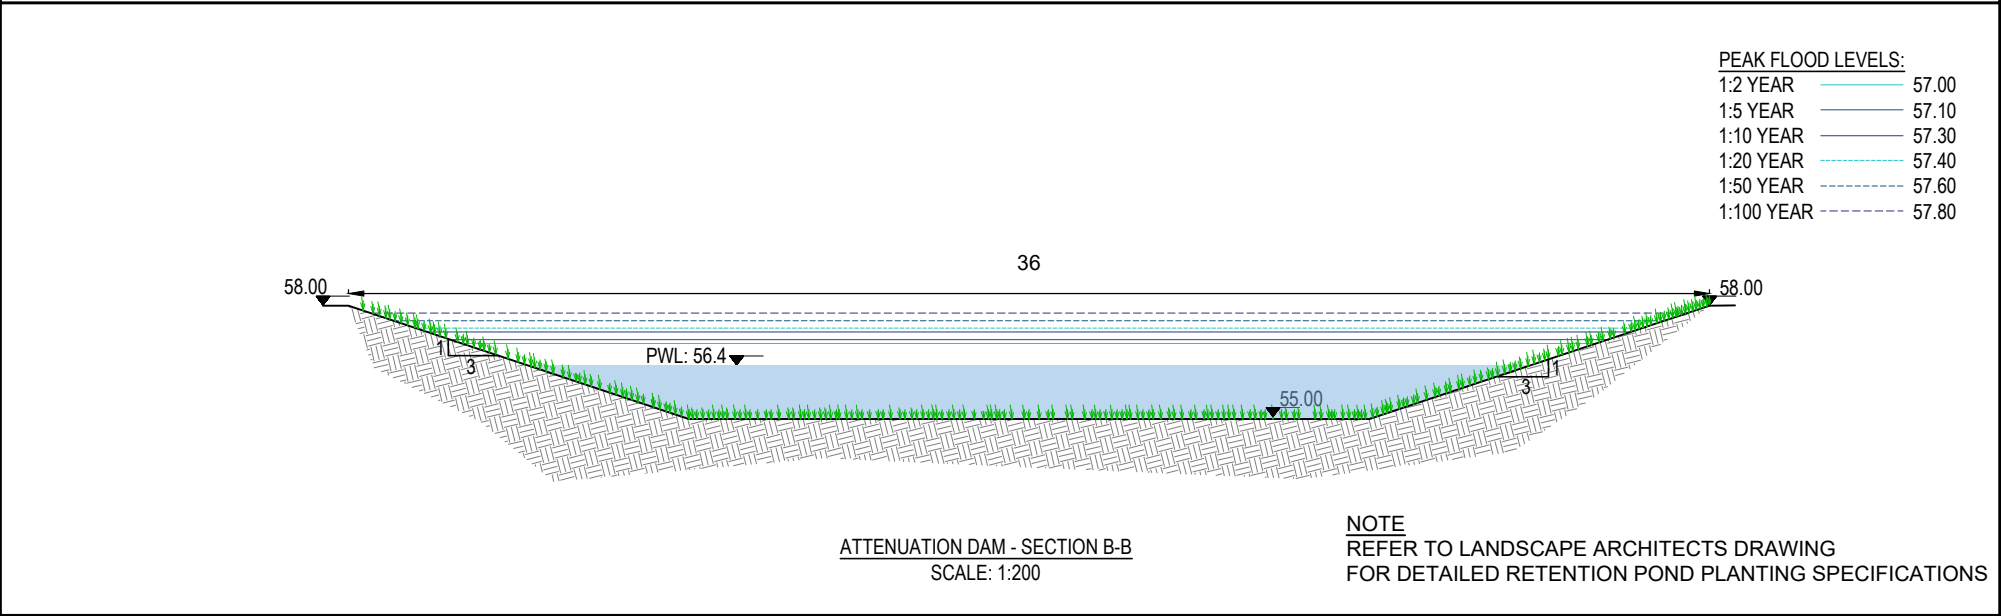 PEAK FLOOD LEVELS:
1:2 YEAR 57.00
1:5 YEAR 57.10
1:10 YEAR 57.30
1:20 YEAR 57.40
1:50 YEAR 57.60
1:100 YEAR 57.80
36
58.00
58.00
1
3
PWL: 56.4
1
3
55.00
ATTENUATION DAM - SECTION B-B
SCALE: 1:200
NOTE
REFER TO LANDSCAPE ARCHITECTS DRAWING
FOR DETAILED RETENTION POND PLANTING SPECIFICATIONS